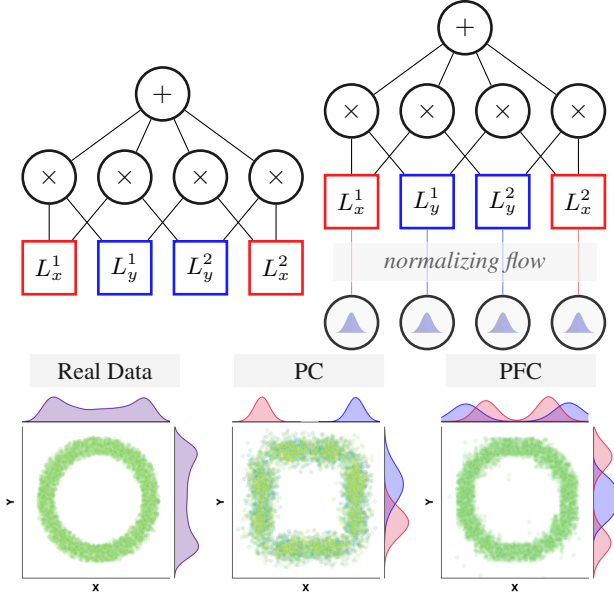 +
× × × ×
L_x^1 L_y^1 L_y^2 L_x^2
+
× × × ×
L_x^1 L_y^1 L_y^2 L_x^2
normalizing flow
Real Data
PC
PFC
Y
X
Y
X
Y
X